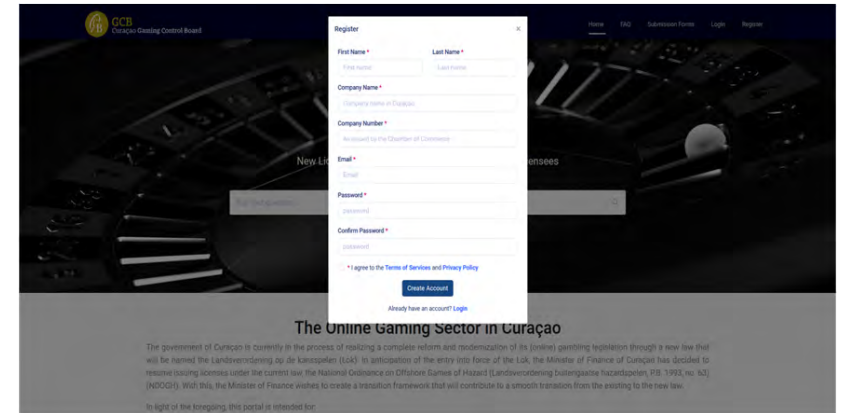 GCB
Curaçao Gaming Control Board
Home FAQ Submission Forms Login Register
Register ×
First Name * Last Name *
First name Last name
Company Name *
Company name in Curaçao
Company Number *
to the Chamber of Commerce
New Li ensees
Email *
Email
Password *
password
Confirm Password *
password
* I agree to the Terms of Services and Privacy Policy
Create Account
Already have an account? Login
The Online Gaming Sector in Curaçao
The government of Curaçao is currently in the process of realizing a complete reform and modernization of its (online) gambling legislation through a new law that
will be named the Landsverordening op de kansspelen (Lok). In anticipation of the entry into force of the Lok, the Minister of Finance of Curaçao has decided to
resume issuing licenses under the current law, the National Ordinance on Offshore Games of Hazard (Landsverordening buitengaatse hazardspelen, P.B. 1993, no. 63)
(NOOGH). With this, the Minister of Finance wishes to create a transition framework that will contribute to a smooth transition from the existing to the new law.
In light of the foregoing, this portal is intended for: